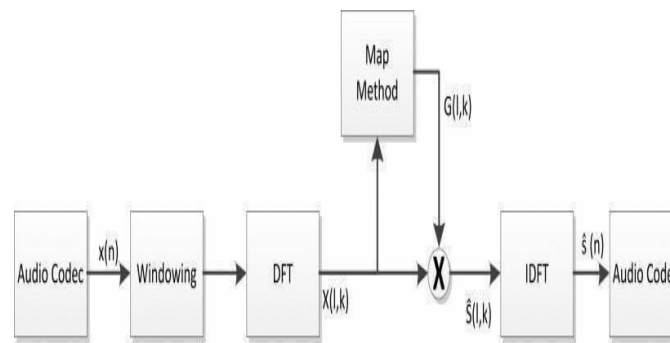 Map
Method
G(l,k)
Audio Codec
x(n)
Windowing
DFT
X(l,k)
X
Ŝ(l,k)
IDFT
ŝ (n)
Audio Code